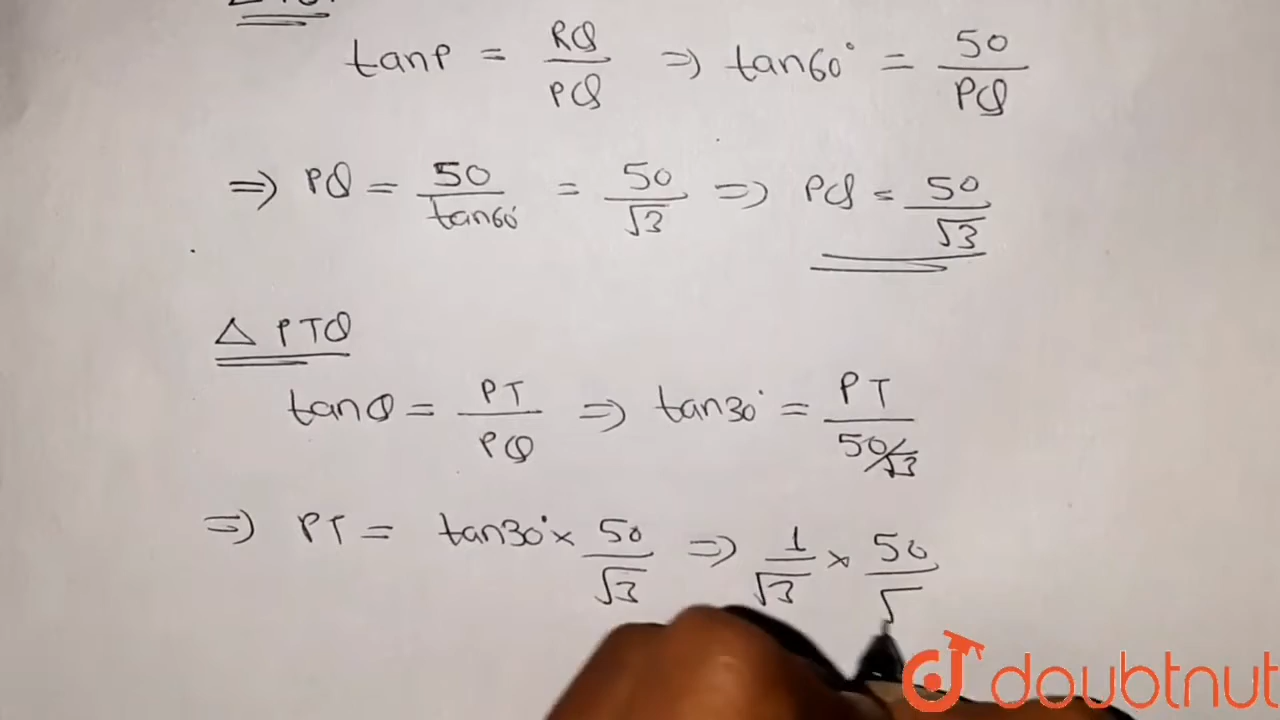 tanP = RQ/PQ ⇒ tan60° = 50/PQ
⇒ PQ = 50/tan60° = 50/√3 ⇒ PQ = 50/√3
△ PTQ
tanQ = PT/PQ ⇒ tan30° = PT/50/√3
⇒ PT = tan30° × 50/√3 ⇒ 1/√3 × 50/√
doubtnut